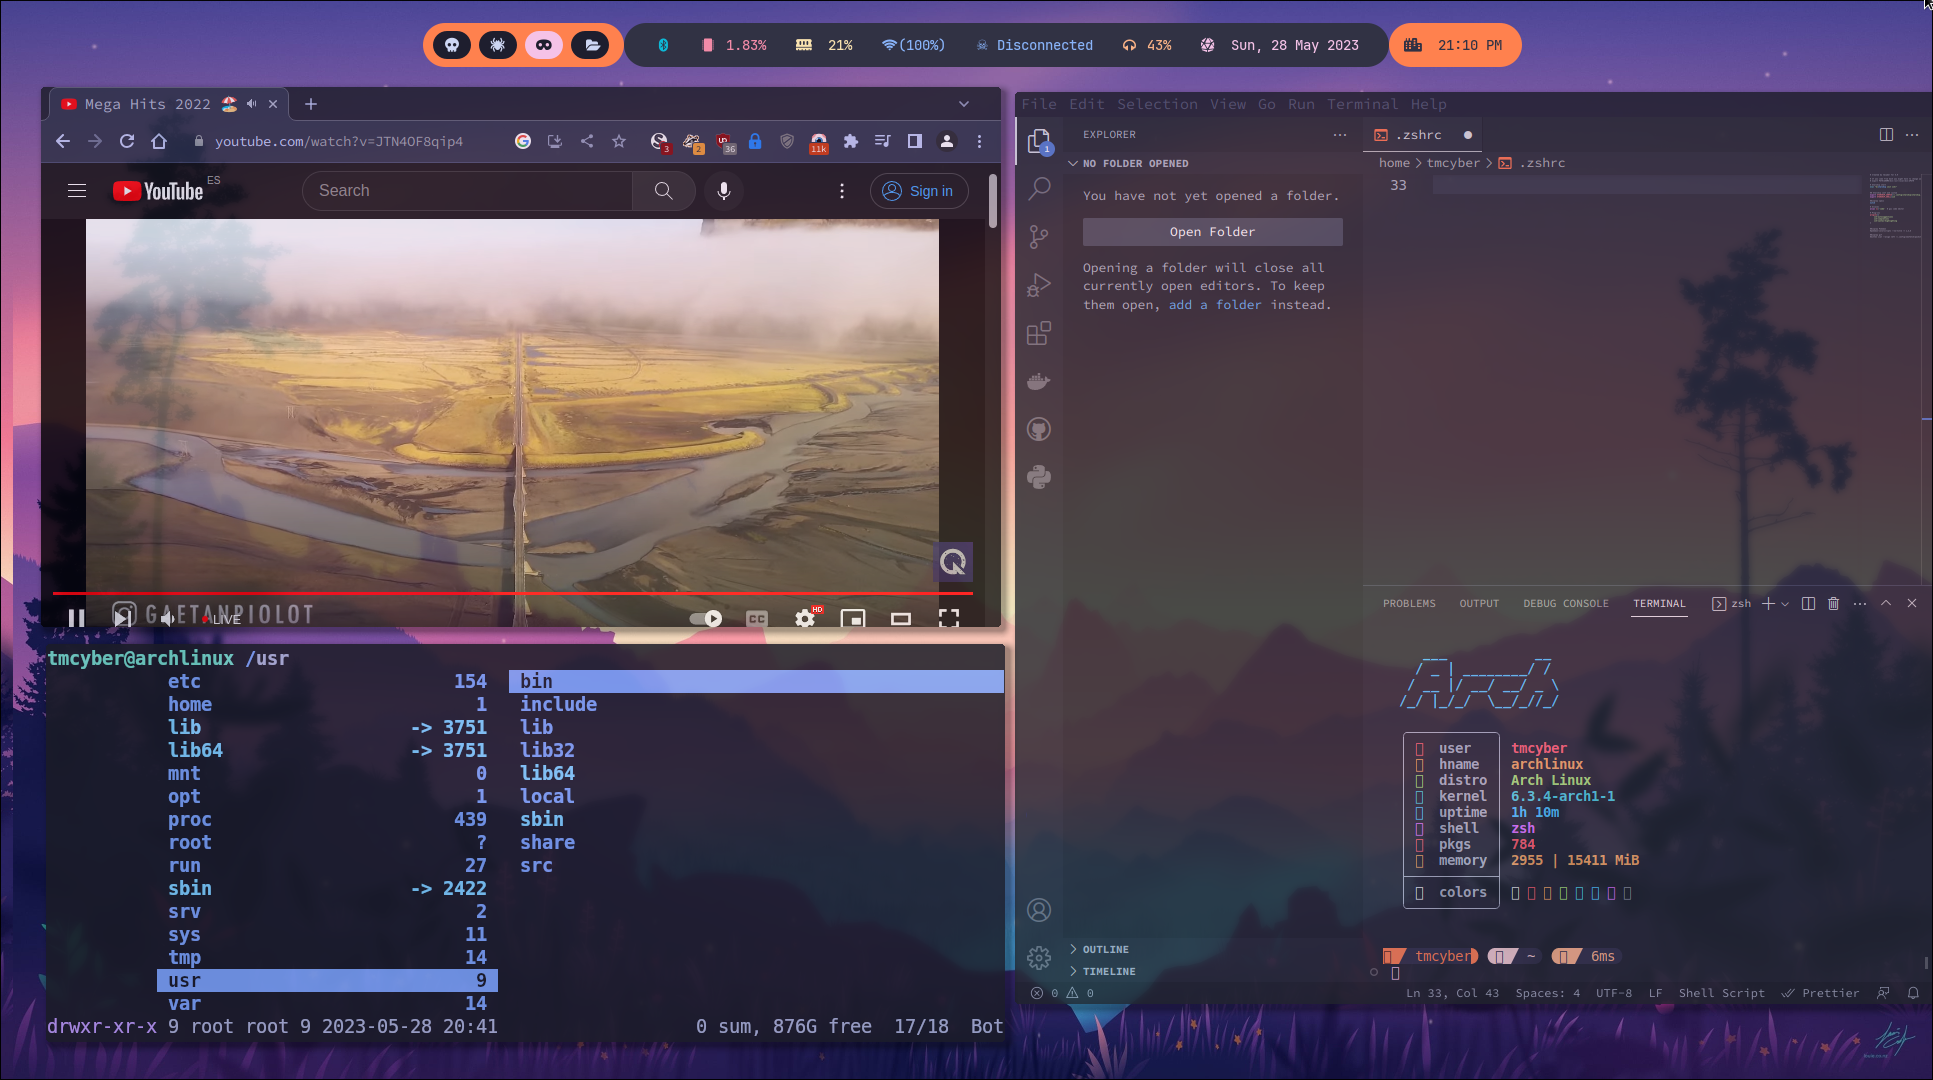 1.83%
21%
(100%)
Disconnected
43%
Sun, 28 May 2023
21:10 PM
Mega Hits 2022
youtube.com/watch?v=JTN4OF8qip4
3
2
36
11k
YouTube
ES
Search
Sign in
GAETANPIOLOT
LIVE
CC
HD
tmcyber@archlinux /usr
etc 154 bin
home 1 include
lib -> 3751 lib
lib64 -> 3751 lib32
mnt 0 lib64
opt 1 local
proc 439 sbin
root ? share
run 27 src
sbin -> 2422
srv 2
sys 11
tmp 14
usr 9
var 14
drwxr-xr-x 9 root root 9 2023-05-28 20:41 0 sum, 876G free 17/18 Bot
File Edit Selection View Go Run Terminal Help
EXPLORER
1
NO FOLDER OPENED
You have not yet opened a folder.
Open Folder
Opening a folder will close all
currently open editors. To keep
them open, add a folder instead.
OUTLINE
TIMELINE
.zshrc
home > tmcyber > .zshrc
33
PROBLEMS OUTPUT DEBUG CONSOLE TERMINAL zsh
user tmcyber
hname archlinux
distro Arch Linux
kernel 6.3.4-arch1-1
uptime 1h 10m
shell zsh
pkgs 784
memory 2955 | 15411 MiB
colors
tmcyber ~ 6ms
0 0 Ln 33, Col 43 Spaces: 4 UTF-8 LF Shell Script Prettier